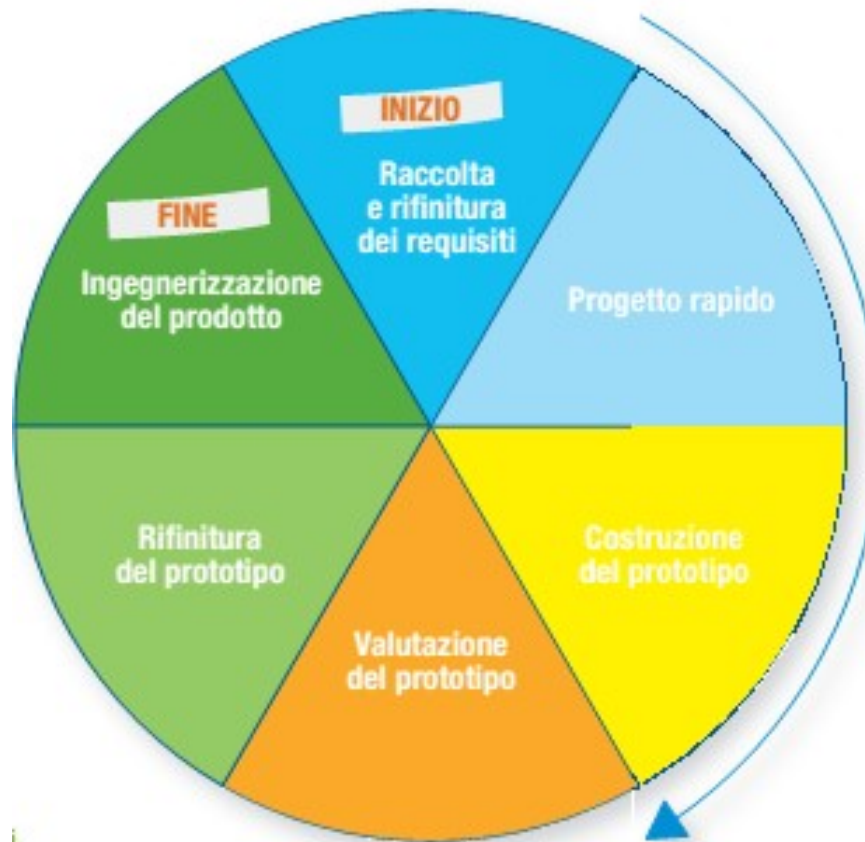 INIZIO
Raccolta
e rifinitura
dei requisiti
Progetto rapido
Costruzione
del prototipo
Valutazione
del prototipo
Rifinitura
del prototipo
FINE
Ingegnerizzazione
del prodotto